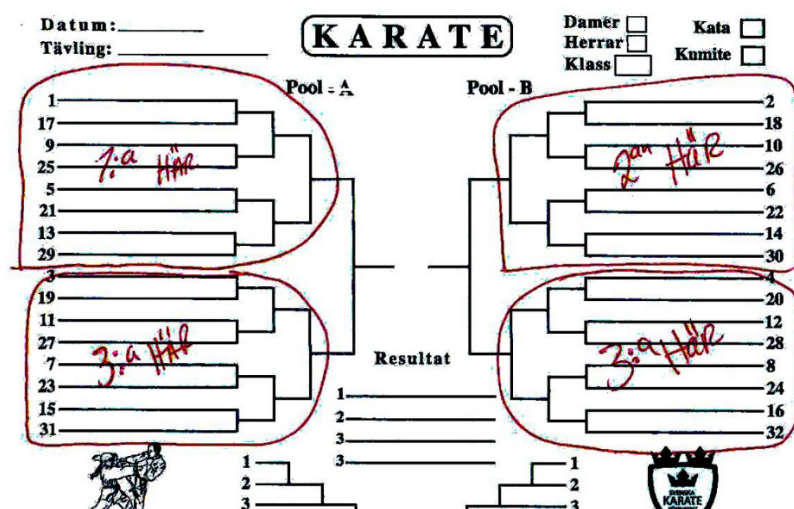 Datum:
Tävling:
KARATE
Damer
Herrar
Klass
Kata
Kumite
Pool - A
Pool - B
1
17
9
25
5
21
13
29
1:a HÄR
2
18
10
26
6
22
14
30
2an HÄR
3
19
11
27
7
23
15
31
3:a HÄR
4
20
12
28
8
24
16
32
3:a HÄR
Resultat
1
2
3
3
1
2
3
1
2
3
SVENSKA
KARATE